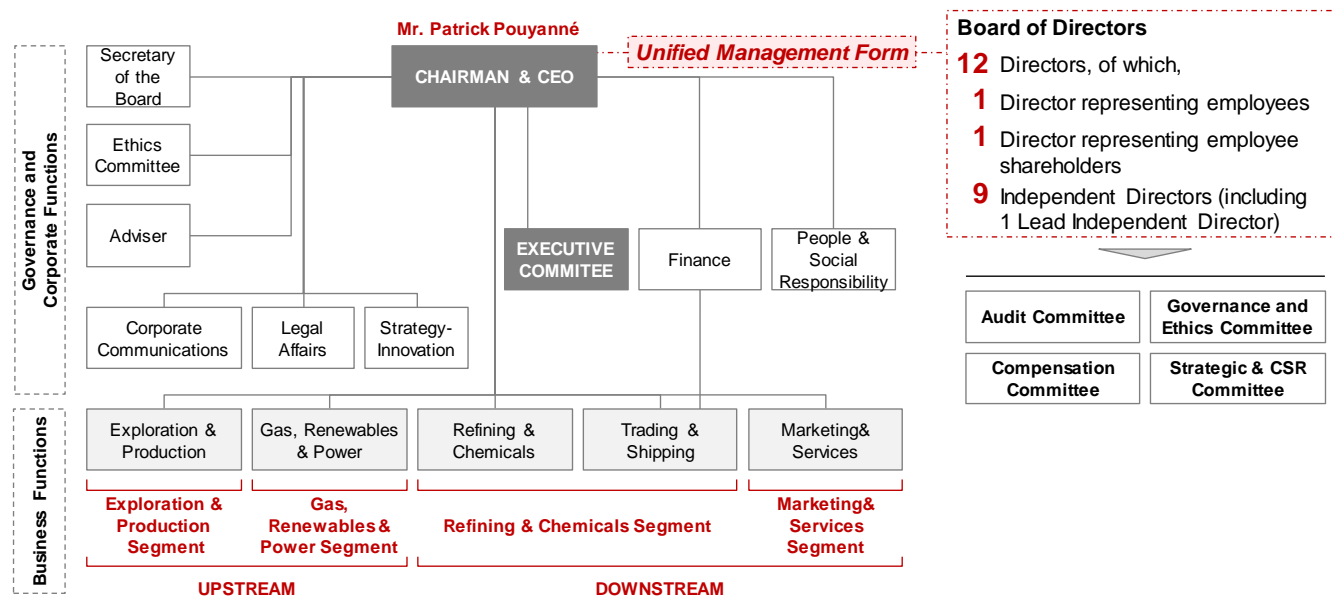 Mr. Patrick Pouyanné
CHAIRMAN & CEO
Unified Management Form
Governance and
Corporate Functions
Secretary
of the
Board
Ethics
Committee
Adviser
EXECUTIVE
COMMITEE
Finance
People &
Social
Responsibility
Corporate
Communications
Legal
Affairs
Strategy-
Innovation
Business Functions
Exploration &
Production
Gas, Renewables
& Power
Refining &
Chemicals
Trading &
Shipping
Marketing&
Services
Exploration &
Production
Segment
Gas,
Renewables &
Power Segment
Refining & Chemicals Segment
Marketing&
Services
Segment
UPSTREAM
DOWNSTREAM
Board of Directors
12 Directors, of which,
1 Director representing employees
1 Director representing employee
shareholders
9 Independent Directors (including
1 Lead Independent Director)
Audit Committee
Governance and
Ethics Committee
Compensation
Committee
Strategic & CSR
Committee